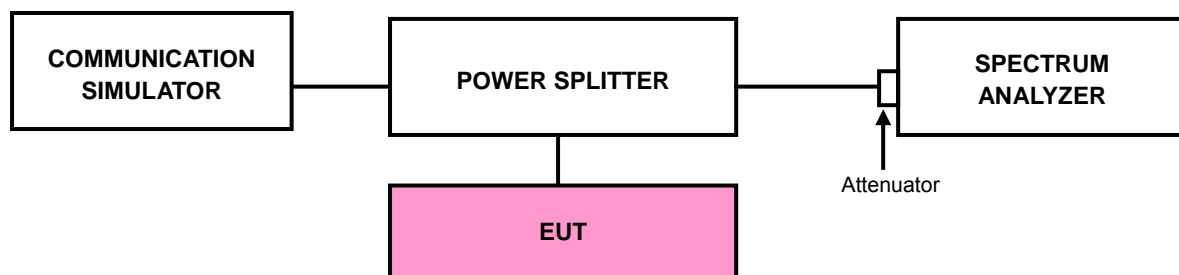 COMMUNICATION
SIMULATOR
POWER SPLITTER
SPECTRUM
ANALYZER
Attenuator
EUT